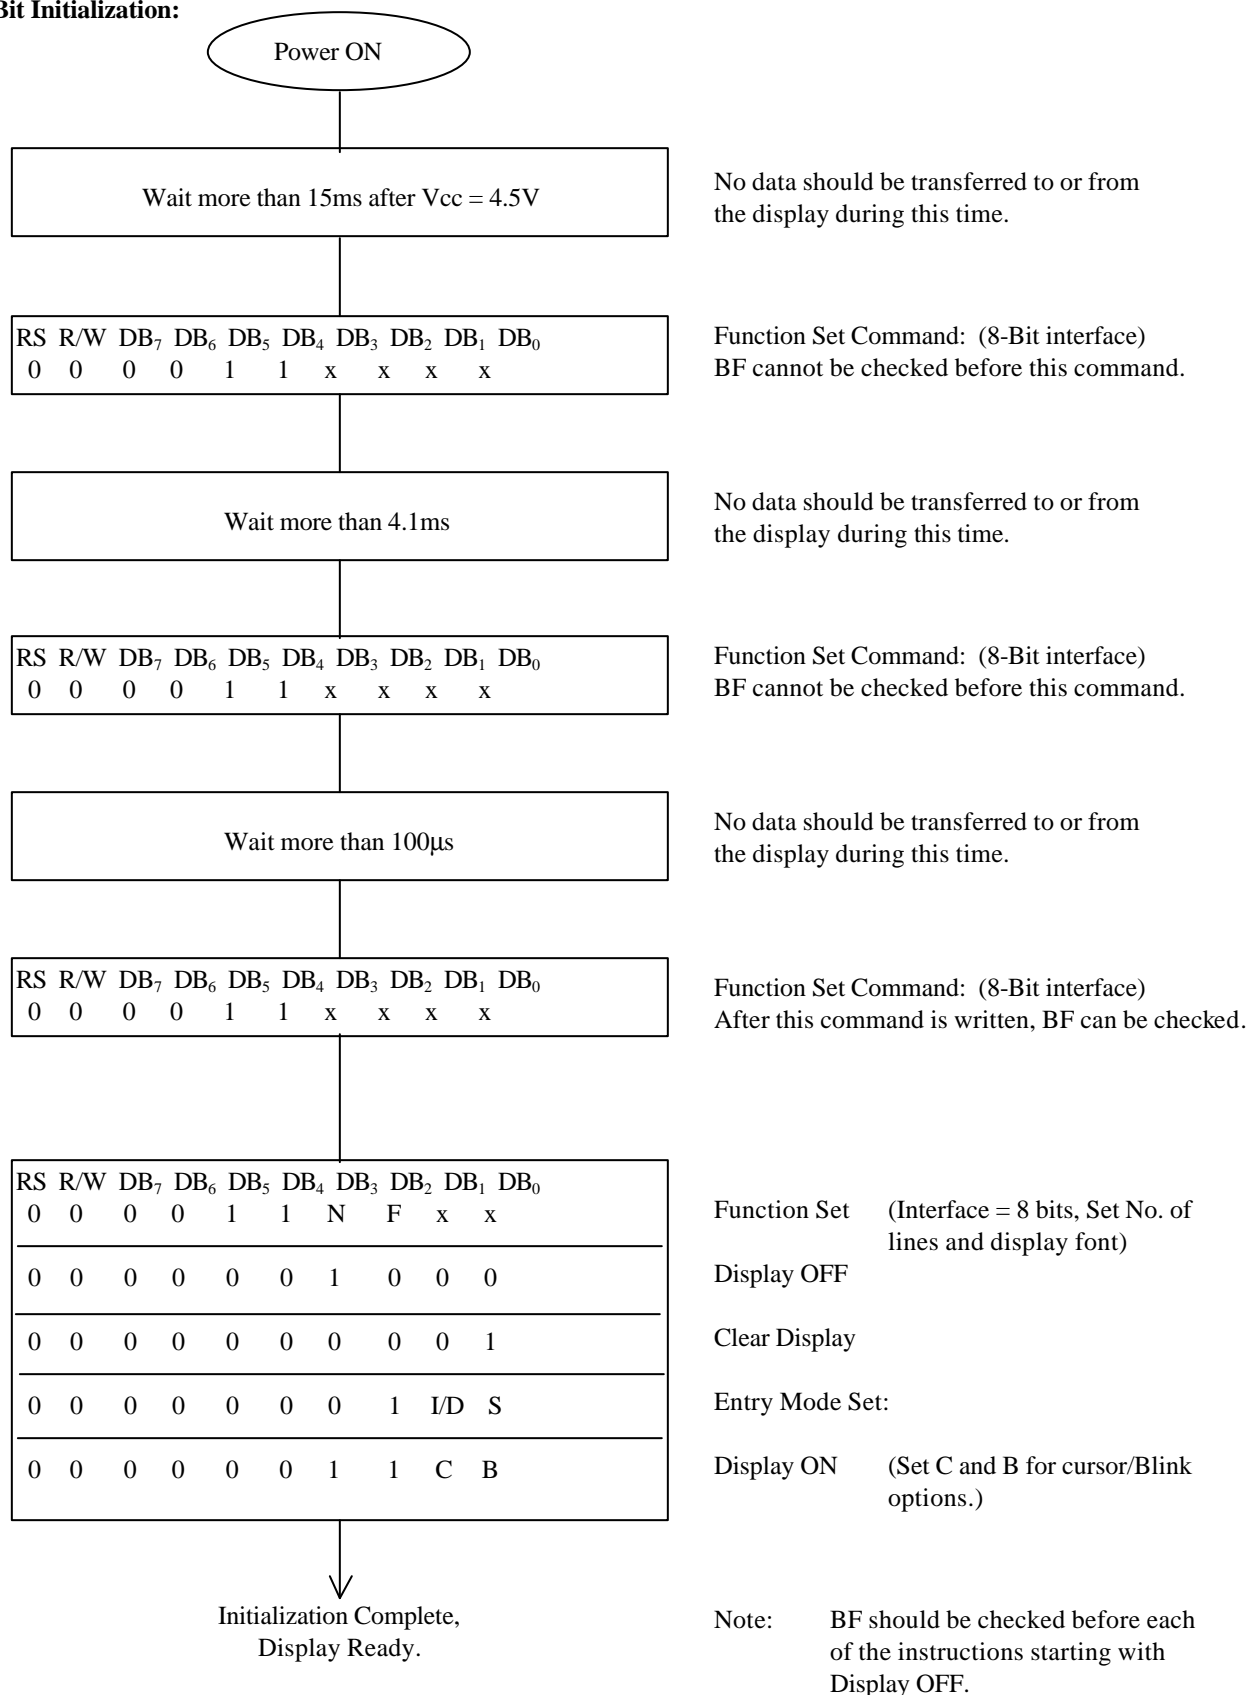 Bit Initialization:
Power ON
Wait more than 15ms after Vcc = 4.5V
No data should be transferred to or from
the display during this time.
RS R/W DB₇ DB₆ DB₅ DB₄ DB₃ DB₂ DB₁ DB₀
0 0 0 0 1 1 x x x x
Function Set Command: (8-Bit interface)
BF cannot be checked before this command.
Wait more than 4.1ms
No data should be transferred to or from
the display during this time.
RS R/W DB₇ DB₆ DB₅ DB₄ DB₃ DB₂ DB₁ DB₀
0 0 0 0 1 1 x x x x
Function Set Command: (8-Bit interface)
BF cannot be checked before this command.
Wait more than 100µs
No data should be transferred to or from
the display during this time.
RS R/W DB₇ DB₆ DB₅ DB₄ DB₃ DB₂ DB₁ DB₀
0 0 0 0 1 1 x x x x
Function Set Command: (8-Bit interface)
After this command is written, BF can be checked.
RS R/W DB₇ DB₆ DB₅ DB₄ DB₃ DB₂ DB₁ DB₀
0 0 0 0 1 1 N F x x
Function Set (Interface = 8 bits, Set No. of
lines and display font)
0 0 0 0 0 0 1 0 0 0
Display OFF
0 0 0 0 0 0 0 0 0 1
Clear Display
0 0 0 0 0 0 0 1 I/D S
Entry Mode Set:
0 0 0 0 0 0 1 1 C B
Display ON (Set C and B for cursor/Blink
options.)
Initialization Complete,
Display Ready.
Note: BF should be checked before each
of the instructions starting with
Display OFF.